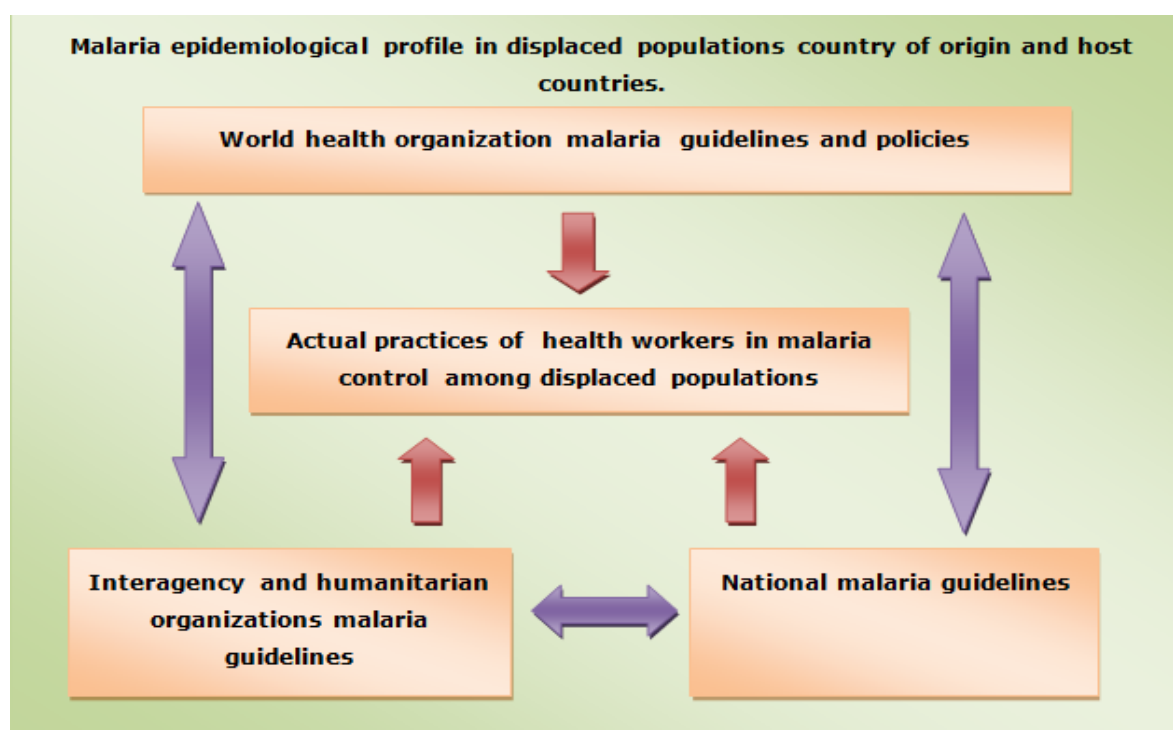 Malaria epidemiological profile in displaced populations country of origin and host
countries.
World health organization malaria guidelines and policies
Actual practices of health workers in malaria
control among displaced populations
Interagency and humanitarian
organizations malaria
guidelines
National malaria guidelines